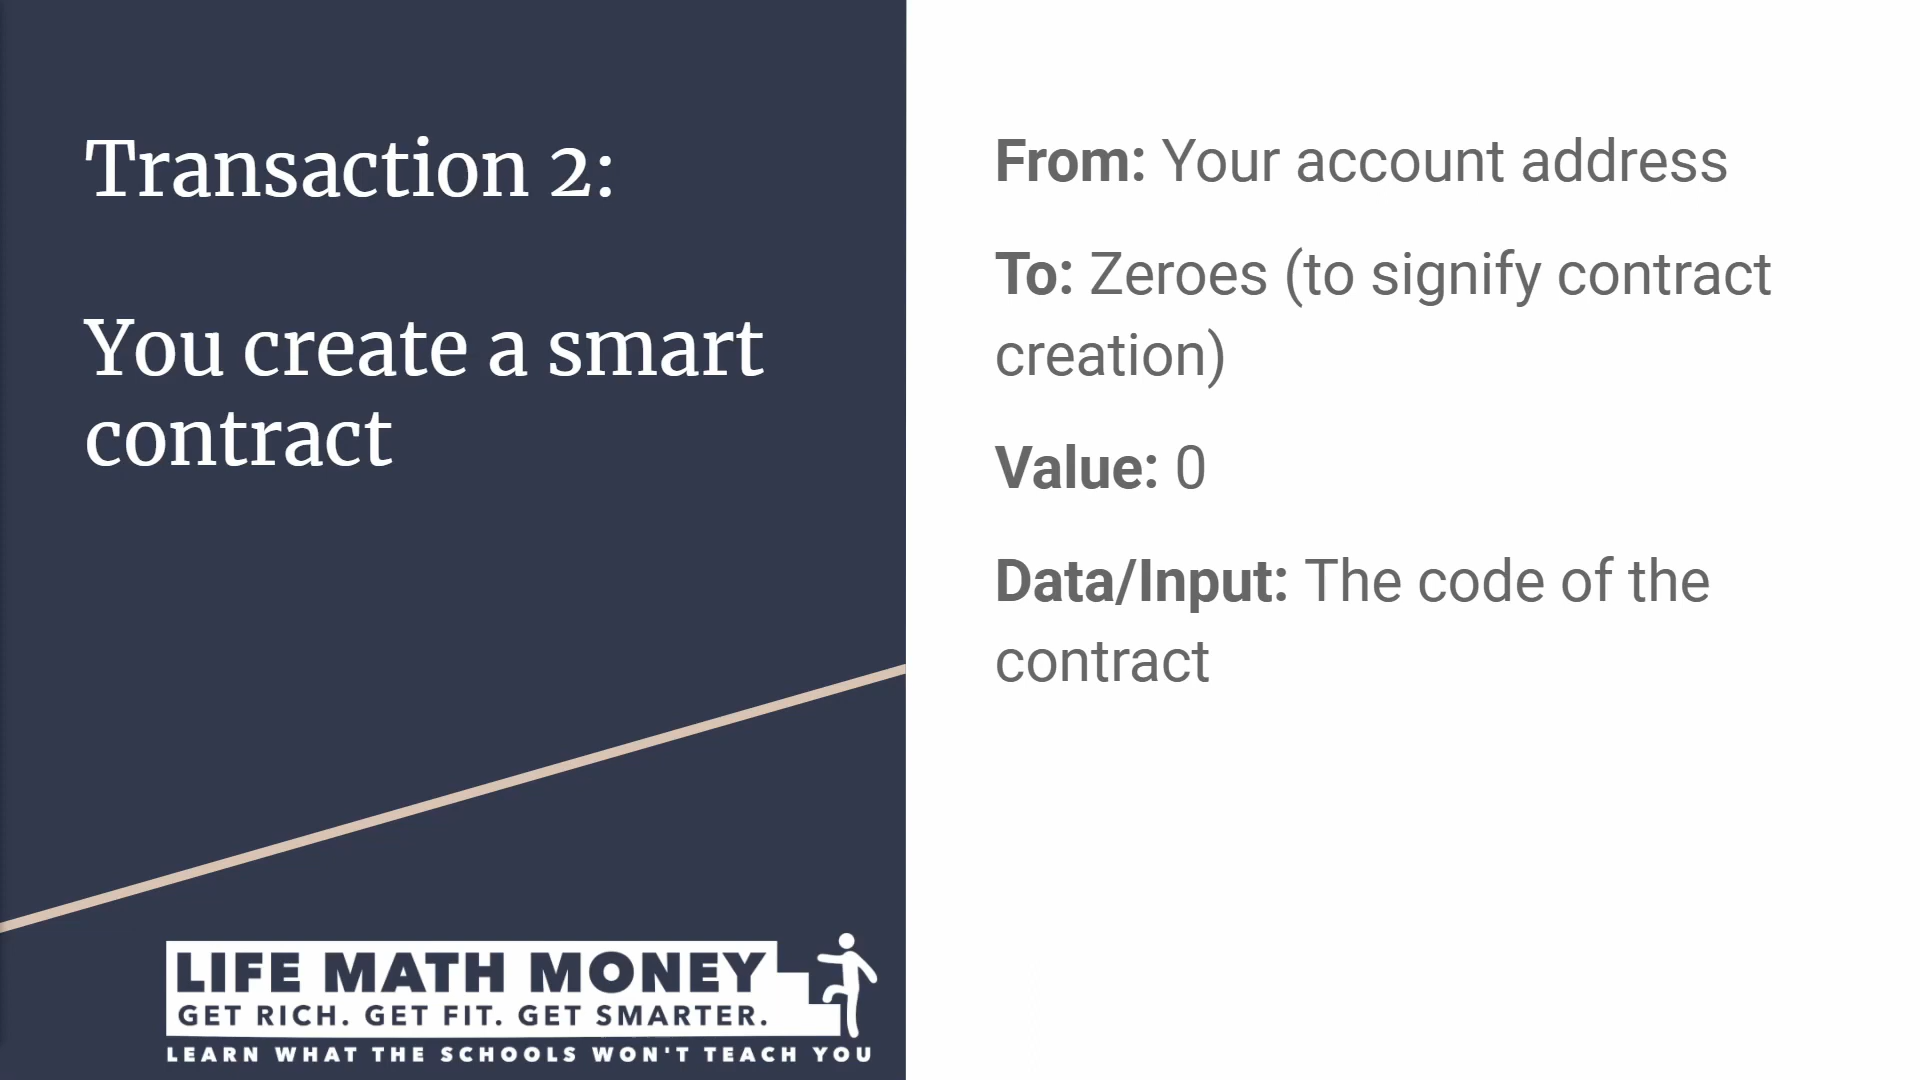 Transaction 2:
You create a smart
contract
From: Your account address
To: Zeroes (to signify contract
creation)
Value: 0
Data/Input: The code of the
contract
LIFE MATH MONEY
GET RICH. GET FIT. GET SMARTER.
LEARN WHAT THE SCHOOLS WON'T TEACH YOU